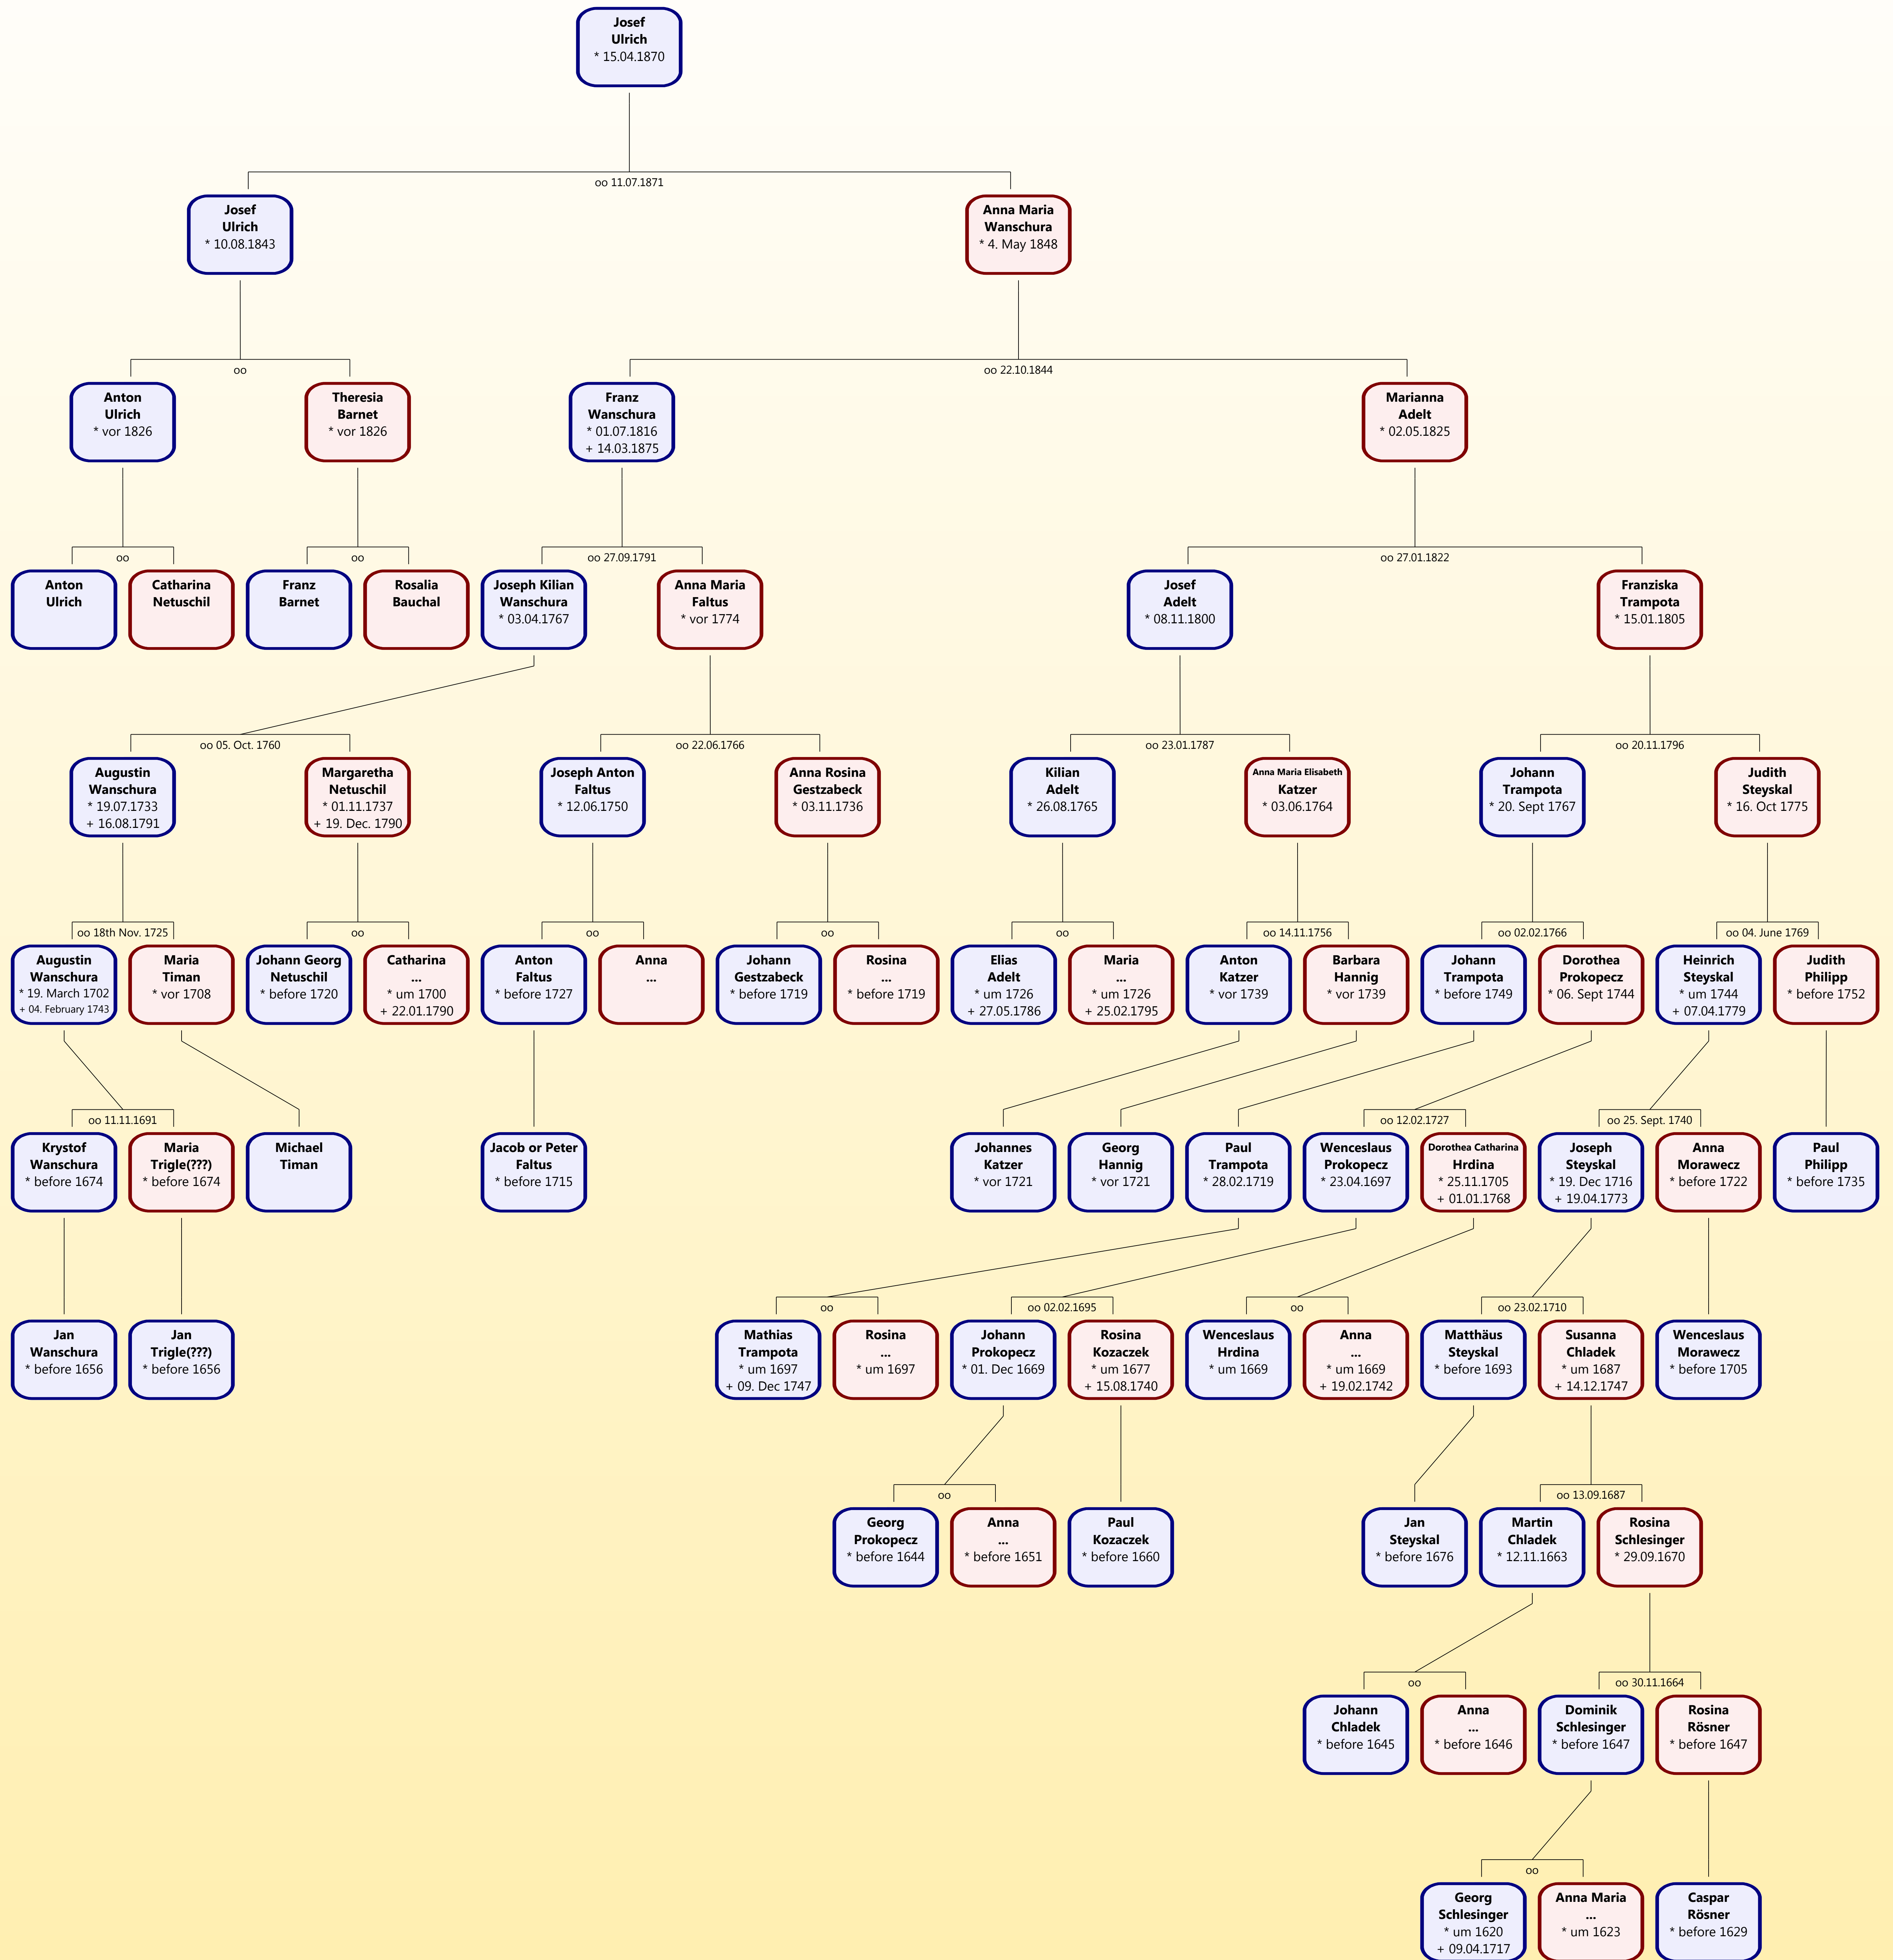 Josef
Ulrich
* 15.04.1870
oo 11.07.1871
Josef
Ulrich
* 10.08.1843
Anna Maria
Wanschura
* 4. May 1848
oo
oo 22.10.1844
Anton
Ulrich
* vor 1826
Theresia
Barnet
* vor 1826
Franz
Wanschura
* 01.07.1816
+ 14.03.1875
Marianna
Adelt
* 02.05.1825
oo
oo
oo 27.09.1791
oo 27.01.1822
Anton
Ulrich
Catharina
Netuschil
Franz
Barnet
Rosalia
Bauchal
Joseph Kilian
Wanschura
* 03.04.1767
Anna Maria
Faltus
* vor 1774
Josef
Adelt
* 08.11.1800
Franziska
Trampota
* 15.01.1805
oo 05. Oct. 1760
oo 22.06.1766
oo 23.01.1787
oo 20.11.1796
Augustin
Wanschura
* 19.07.1733
+ 16.08.1791
Margaretha
Netuschil
* 01.11.1737
+ 19. Dec. 1790
Joseph Anton
Faltus
* 12.06.1750
Anna Rosina
Gestzabeck
* 03.11.1736
Kilian
Adelt
* 26.08.1765
Anna Maria Elisabeth
Katzer
* 03.06.1764
Johann
Trampota
* 20. Sept 1767
Judith
Steyskal
* 16. Oct 1775
oo 18th Nov. 1725
oo
oo
oo
oo
oo 14.11.1756
oo 02.02.1766
oo 04. June 1769
Augustin
Wanschura
* 19. March 1702
+ 04. February 1743
Maria
Timan
* vor 1708
Johann Georg
Netuschil
* before 1720
Catharina
...
* um 1700
+ 22.01.1790
Anton
Faltus
* before 1727
Anna
...
Johann
Gestzabeck
* before 1719
Rosina
...
* before 1719
Elias
Adelt
* um 1726
+ 27.05.1786
Maria
...
* um 1726
+ 25.02.1795
Anton
Katzer
* vor 1739
Barbara
Hannig
* vor 1739
Johann
Trampota
* before 1749
Dorothea
Prokopecz
* 06. Sept 1744
Heinrich
Steyskal
* um 1744
+ 07.04.1779
Judith
Philipp
* before 1752
oo 11.11.1691
oo 12.02.1727
oo 25. Sept. 1740
Krystof
Wanschura
* before 1674
Maria
Trigle(???)
* before 1674
Michael
Timan
Jacob or Peter
Faltus
* before 1715
Johannes
Katzer
* vor 1721
Georg
Hannig
* vor 1721
Paul
Trampota
* 28.02.1719
Wenceslaus
Prokopecz
* 23.04.1697
Dorothea Catharina
Hrdina
* 25.11.1705
+ 01.01.1768
Joseph
Steyskal
* 19. Dec 1716
+ 19.04.1773
Anna
Morawecz
* before 1722
Paul
Philipp
* before 1735
oo
oo 02.02.1695
oo
oo 23.02.1710
Jan
Wanschura
* before 1656
Jan
Trigle(???)
* before 1656
Mathias
Trampota
* um 1697
+ 09. Dec 1747
Rosina
...
* um 1697
Johann
Prokopecz
* 01. Dec 1669
Rosina
Kozaczek
* um 1677
+ 15.08.1740
Wenceslaus
Hrdina
* um 1669
Anna
...
* um 1669
+ 19.02.1742
Matthäus
Steyskal
* before 1693
Susanna
Chladek
* um 1687
+ 14.12.1747
Wenceslaus
Morawecz
* before 1705
oo
oo 13.09.1687
Georg
Prokopecz
* before 1644
Anna
...
* before 1651
Paul
Kozaczek
* before 1660
Jan
Steyskal
* before 1676
Martin
Chladek
* 12.11.1663
Rosina
Schlesinger
* 29.09.1670
oo
oo 30.11.1664
Johann
Chladek
* before 1645
Anna
...
* before 1646
Dominik
Schlesinger
* before 1647
Rosina
Rösner
* before 1647
oo
Georg
Schlesinger
* um 1620
+ 09.04.1717
Anna Maria
...
* um 1623
Caspar
Rösner
* before 1629